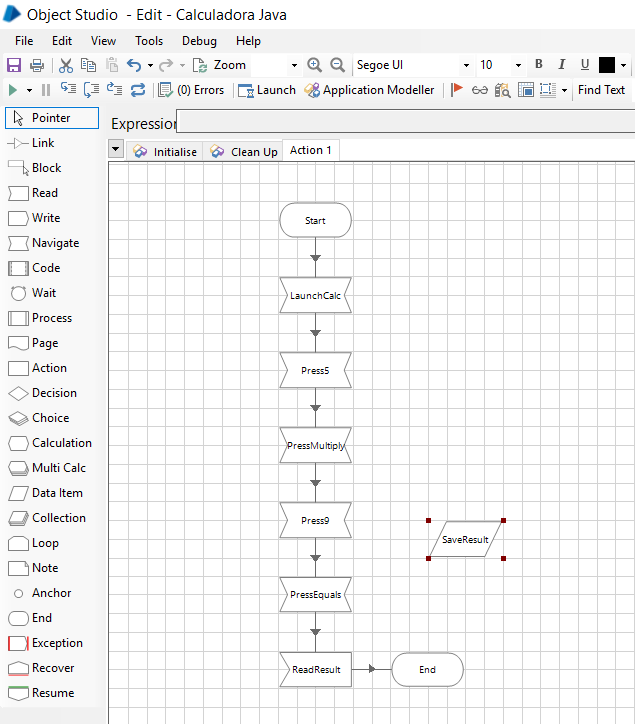 Object Studio - Edit - Calculadora Java
File Edit View Tools Debug Help
Zoom Segoe UI 10 B I U
(0) Errors Launch Application Modeller Find Text
Pointer
Expression
Link
Initialise Clean Up Action 1
Block
Read
Write
Navigate
Code
Wait
Process
Page
Action
Decision
Choice
Calculation
Multi Calc
Data Item
Collection
Loop
Note
Anchor
End
Exception
Recover
Resume
Start
LaunchCalc
Press5
PressMultiply
Press9
SaveResult
PressEquals
ReadResult End